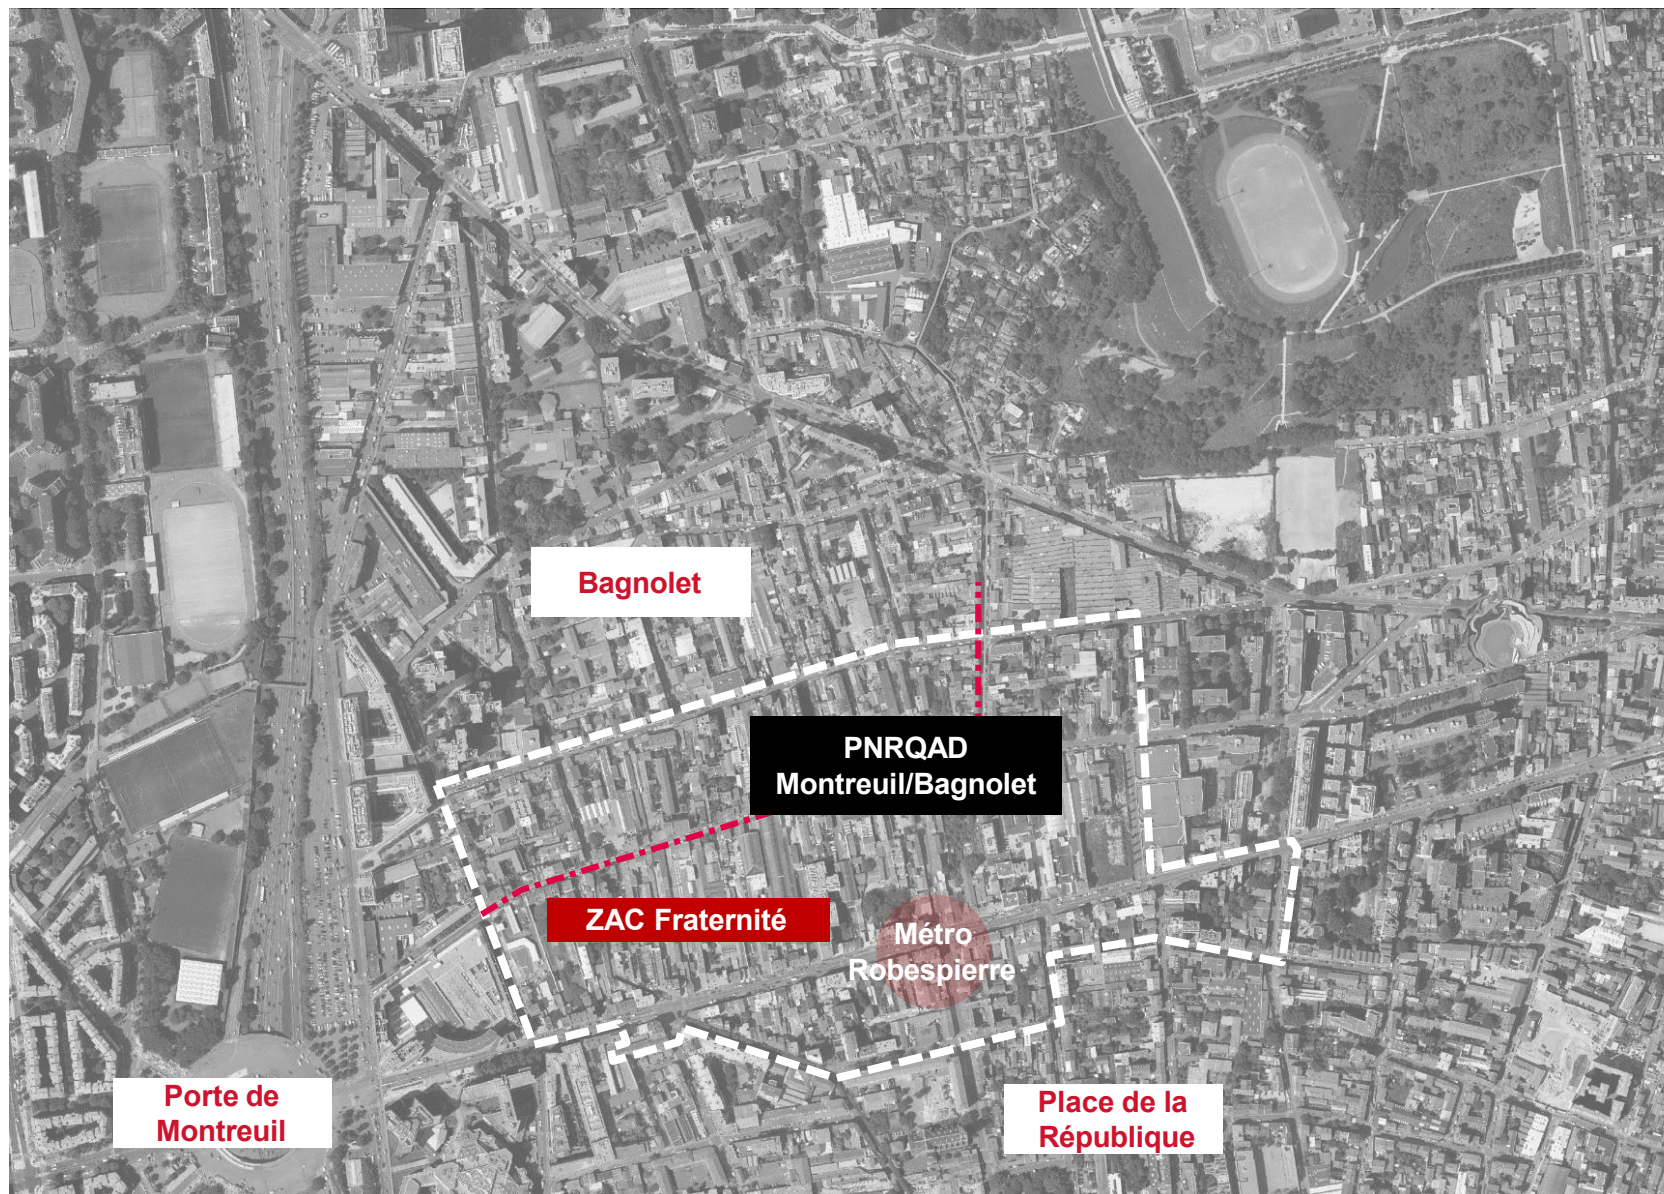 Bagnolet
PNRQAD
Montreuil/Bagnolet
ZAC Fraternité
Métro
Robespierre
Porte de
Montreuil
Place de la
République